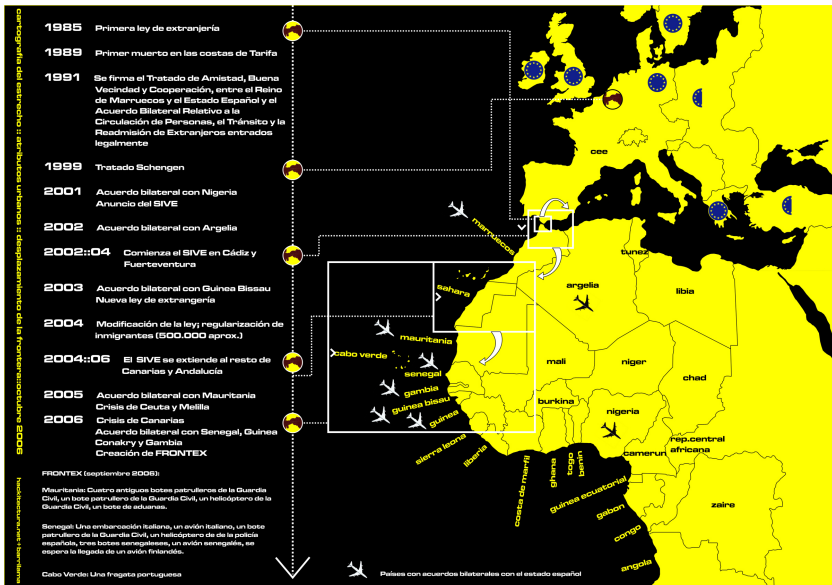 cartografía del estrecho :: atributos urbanos :: desplazamiento de la frontera::octubre 2006
hackitectura.net+barrilama
1985 Primera ley de extranjería
1989 Primer muerto en las costas de Tarifa
1991 Se firma el Tratado de Amistad, Buena
Vecindad y Cooperación, entre el Reino
de Marruecos y el Estado Español y el
Acuerdo Bilateral Relativo a la
Circulación de Personas, el Tránsito y la
Readmisión de Extranjeros entrados
legalmente
1999 Tratado Schengen
2001 Acuerdo bilateral con Nigeria
Anuncio del SIVE
2002 Acuerdo bilateral con Argelia
2002::04 Comienza el SIVE en Cádiz y
Fuerteventura
2003 Acuerdo bilateral con Guinea Bissau
Nueva ley de extrangería
2004 Modificación de la ley; regularización de
inmigrantes (500.000 aprox.)
2004::06 El SIVE se extiende al resto de
Canarias y Andalucía
2005 Acuerdo bilateral con Mauritania
Crisis de Ceuta y Melilla
2006 Crisis de Canarias
Acuerdo bilateral con Senegal, Guinea
Conakry y Gambia
Creación de FRONTEX
FRONTEX (septiembre 2006):
Mauritania: Cuatro antiguos botes patrulleros de la Guardia
Civil, un bote patrullero de la Guardia Civil, un helicóptero de la
Guardia Civil, un bote de aduanas.
Senegal: Una embarcación italiana, un avión italiano, un bote
patrullero de la Guardia Civil, un helicóptero de de la policía
española, tres botes senegaleses, un avión senegalés, se
espera la llegada de un avión finlandés.
Cabo Verde: Una fragata portuguesa
Países con acuerdos bilaterales con el estado español
cee
marruecos
tunez
argelia
libia
sahara
mauritania
cabo verde
senegal
gambia
guinea bisau
guinea
mali
niger
chad
burkina
nigeria
sierra leona
liberia
costa de marfil
ghana
togo
benin
camerun
rep.central
africana
guinea ecuatorial
gabon
congo
zaire
angola